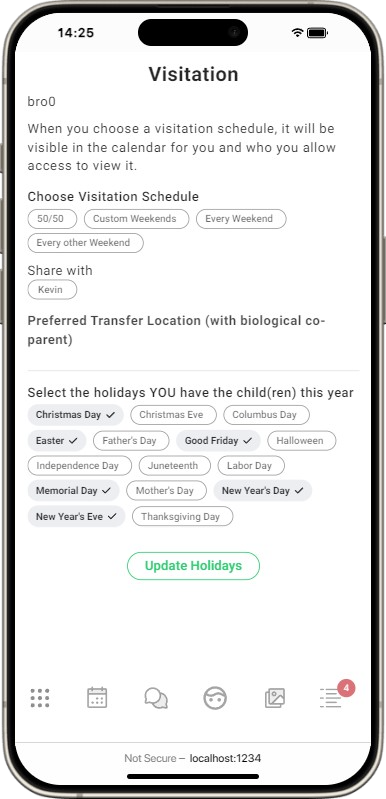 14:25
Visitation
bro0
When you choose a visitation schedule, it will be
visible in the calendar for you and who you allow
access to view it.
Choose Visitation Schedule
50/50 Custom Weekends Every Weekend
Every other Weekend
Share with
Kevin
Preferred Transfer Location (with biological co-
parent)
Select the holidays YOU have the child(ren) this year
Christmas Day Christmas Eve Columbus Day
Easter Father's Day Good Friday Halloween
Independence Day Juneteenth Labor Day
Memorial Day Mother's Day New Year's Day
New Year's Eve Thanksgiving Day
Update Holidays
4
Not Secure — localhost:1234